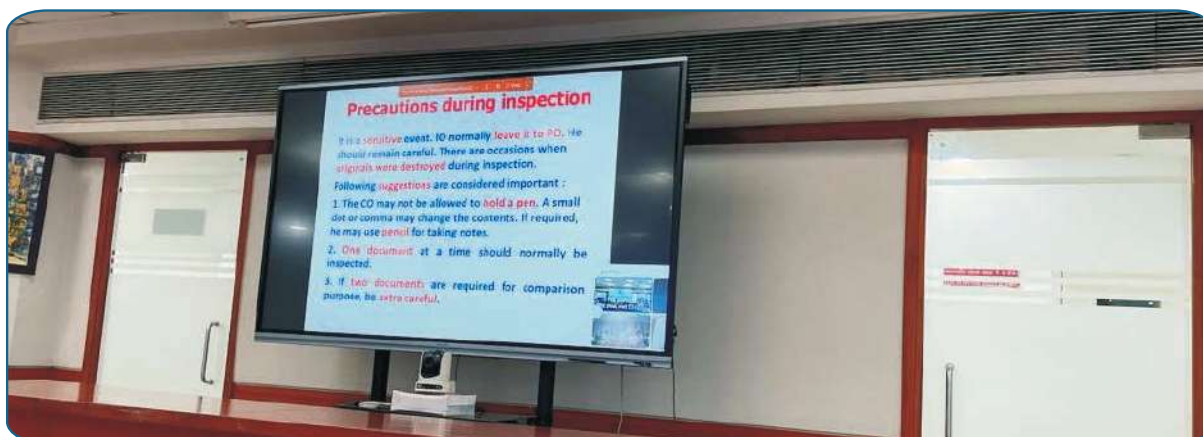 Precautions during inspection
It is a sensitive event. IO normally leave it to PO. He
should remain careful. There are occasions when
originals were destroyed during inspection.
Following suggestions are considered important :
1. The CO may not be allowed to hold a pen. A small
dot or comma may change the contents. If required,
he may use pencil for taking notes.
2. One document at a time should normally be
inspected.
3. If two documents are required for comparison
purpose, be extra careful.